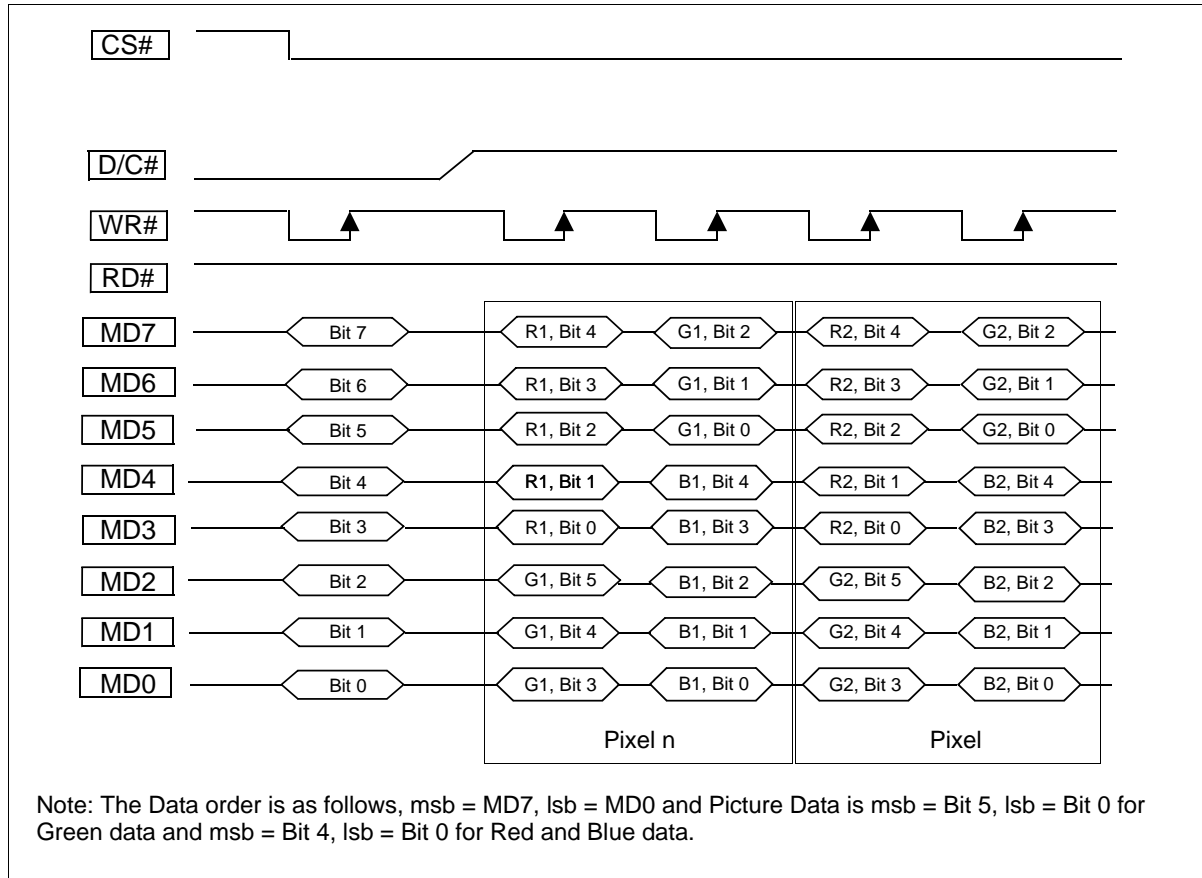 CS#
D/C#
WR#
RD#
MD7 Bit 7 R1, Bit 4 G1, Bit 2 R2, Bit 4 G2, Bit 2
MD6 Bit 6 R1, Bit 3 G1, Bit 1 R2, Bit 3 G2, Bit 1
MD5 Bit 5 R1, Bit 2 G1, Bit 0 R2, Bit 2 G2, Bit 0
MD4 Bit 4 R1, Bit 1 B1, Bit 4 R2, Bit 1 B2, Bit 4
MD3 Bit 3 R1, Bit 0 B1, Bit 3 R2, Bit 0 B2, Bit 3
MD2 Bit 2 G1, Bit 5 B1, Bit 2 G2, Bit 5 B2, Bit 2
MD1 Bit 1 G1, Bit 4 B1, Bit 1 G2, Bit 4 B2, Bit 1
MD0 Bit 0 G1, Bit 3 B1, Bit 0 G2, Bit 3 B2, Bit 0
Pixel n Pixel
Note: The Data order is as follows, msb = MD7, lsb = MD0 and Picture Data is msb = Bit 5, lsb = Bit 0 for
Green data and msb = Bit 4, lsb = Bit 0 for Red and Blue data.